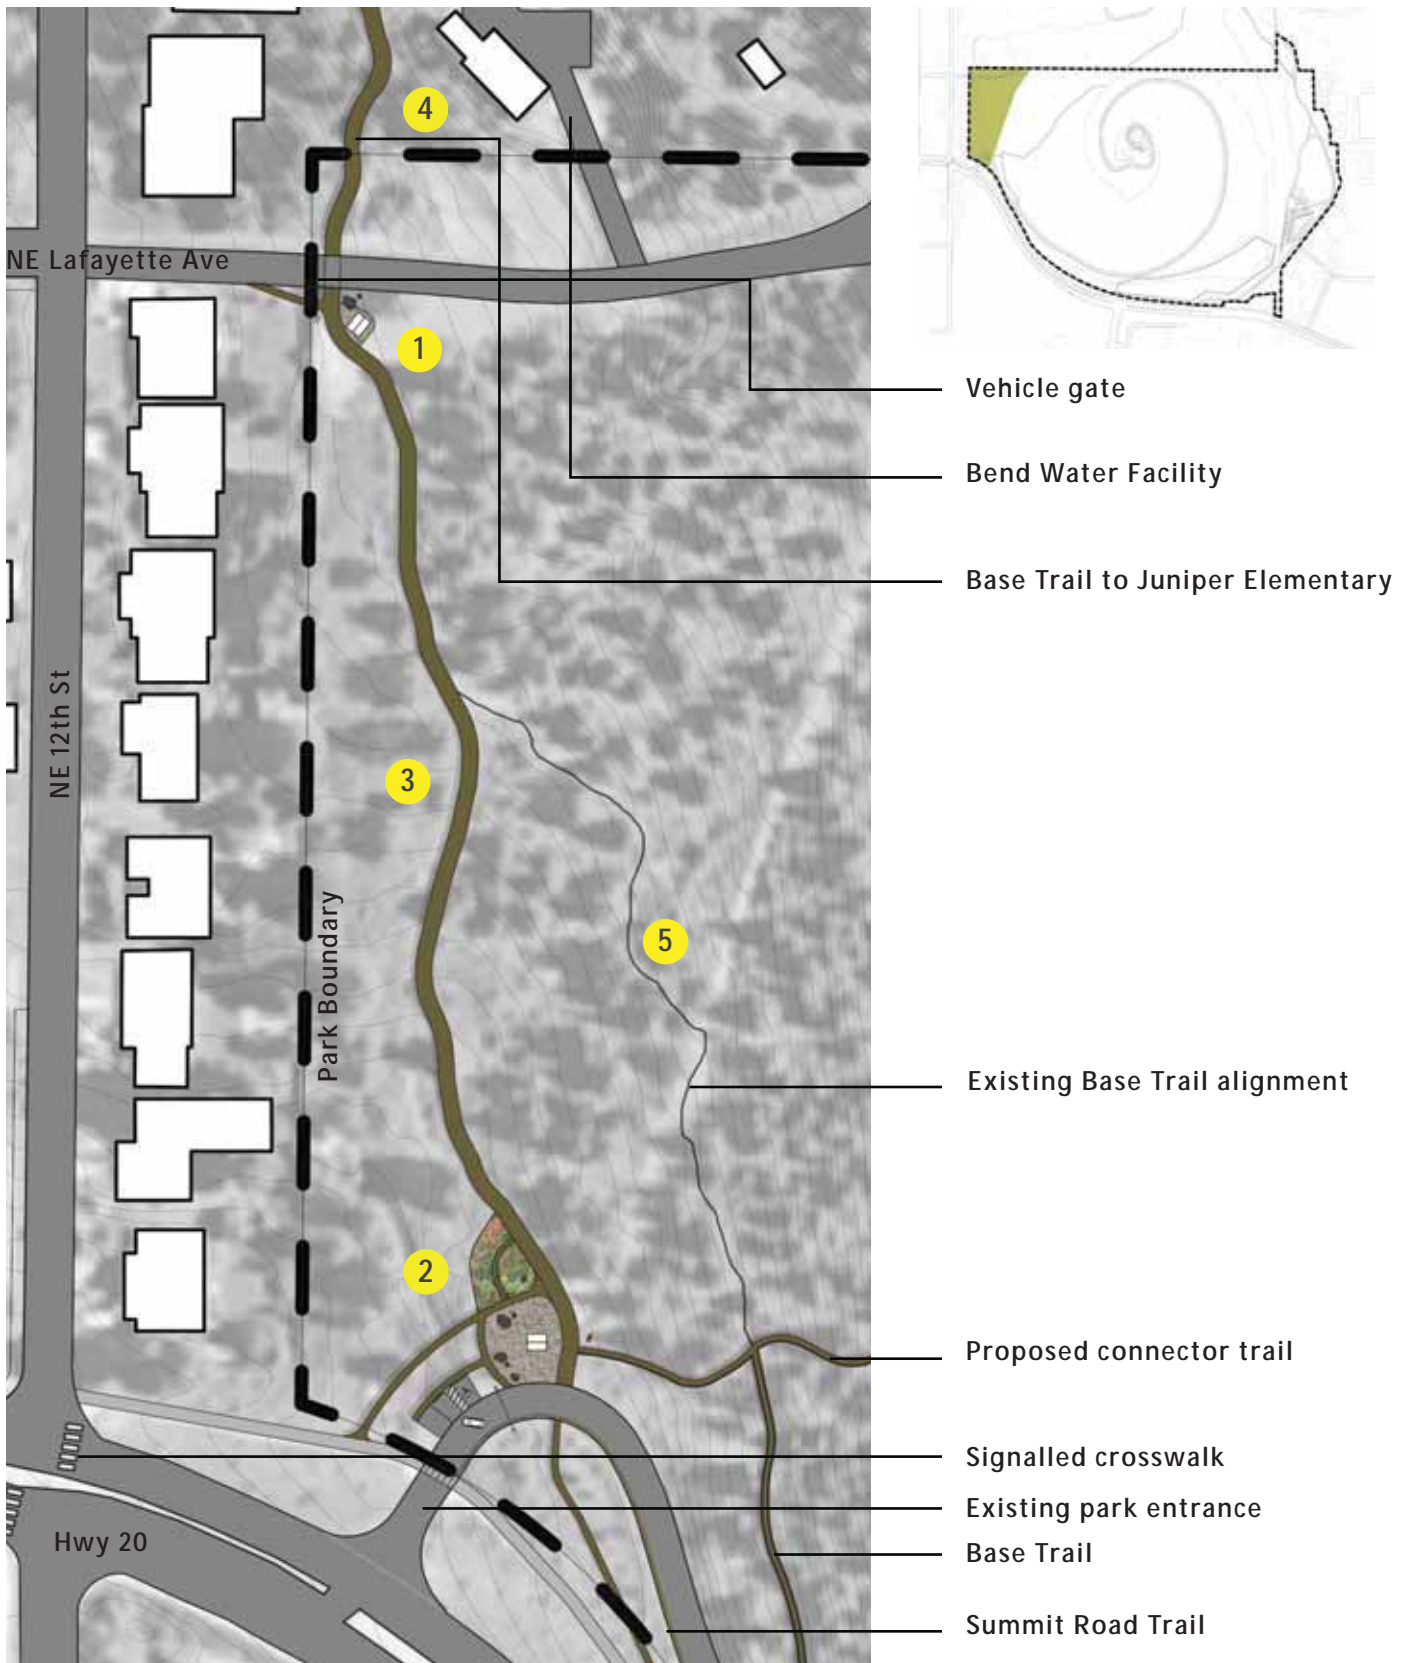 4
NE Lafayette Ave
1
Vehicle gate
Bend Water Facility
Base Trail to Juniper Elementary
NE 12th St
3
Park Boundary
5
Existing Base Trail alignment
2
Proposed connector trail
Signalled crosswalk
Existing park entrance
Hwy 20
Base Trail
Summit Road Trail